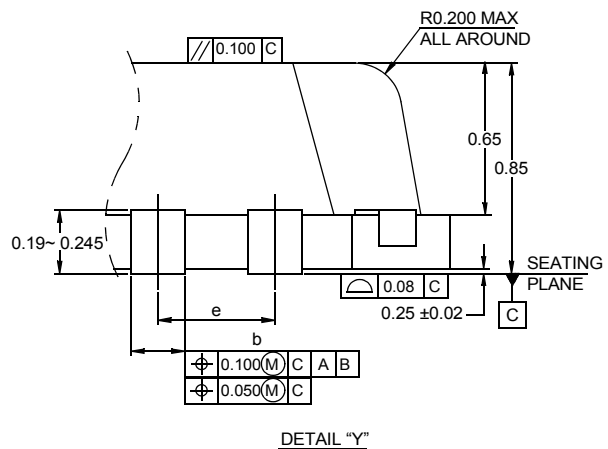 R0.200 MAX
ALL AROUND
// 0.100 C
0.65
0.85
0.19~ 0.245
SEATING
PLANE
⌓ 0.08 C
0.25 ±0.02
C
e
b
⌖ 0.100 Ⓜ C A B
⌖ 0.050 Ⓜ C
DETAIL “Y”